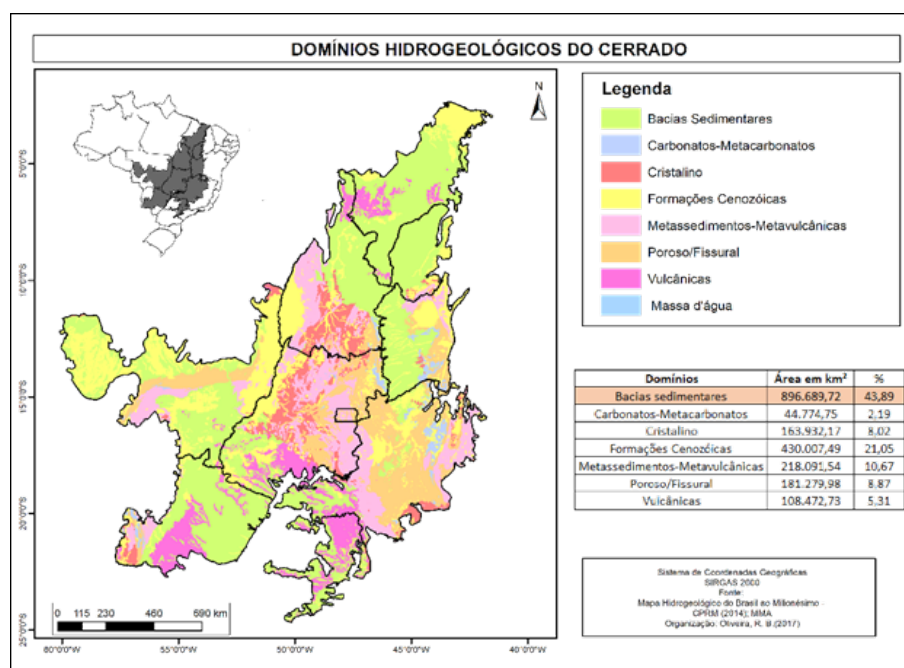 DOMÍNIOS HIDROGEOLÓGICOS DO CERRADO
N
Legenda
Bacias Sedimentares
Carbonatos-Metacarbonatos
Cristalino
Formações Cenozóicas
Metassedimentos-Metavulcânicas
Poroso/Fissural
Vulcânicas
Massa d'água
5°0'0"S
10°0'0"S
15°0'0"S
20°0'0"S
25°0'0"S
60°0'0"W
55°0'0"W
50°0'0"W
45°0'0"W
40°0'0"W
0 115 230 460 690 km
Domínios Área em km² %
Bacias sedimentares 896.689,72 43,89
Carbonatos-Metacarbonatos 44.774,75 2,19
Cristalino 163.932,17 8,02
Formações Cenozóicas 430.007,49 21,05
Metassedimentos-Metavulcânicas 218.091,54 10,67
Poroso/Fissural 181.279,98 8,87
Vulcânicas 108.472,73 5,31
Sistema de Coordenadas Geográficas
SIRGAS 2000
Fonte:
Mapa Hidrogeológico do Brasil ao Milionésimo -
CPRM (2014); MMA
Organização: Oliveira, R. B.(2017)